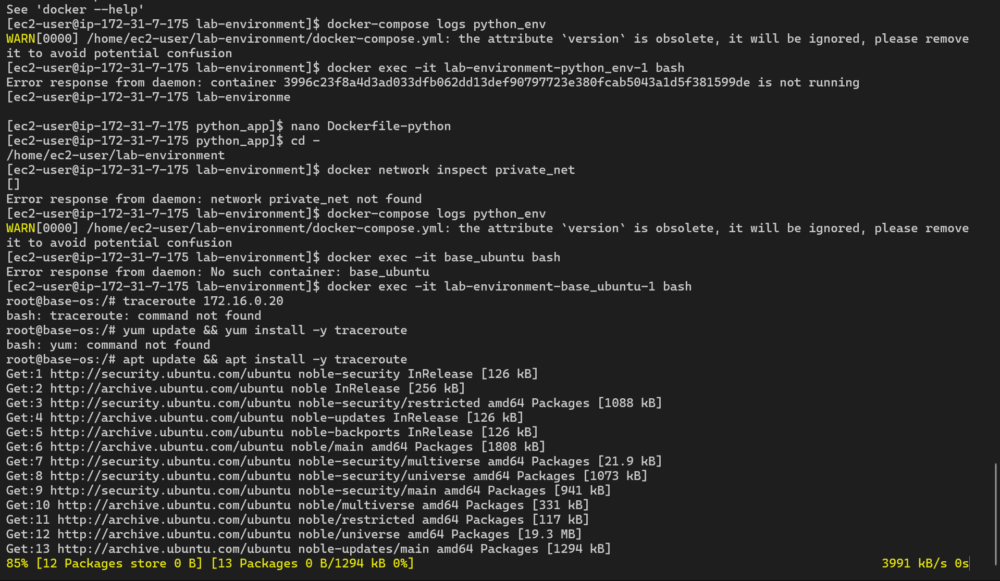 See 'docker --help'
[ec2-user@ip-172-31-7-175 lab-environment]$ docker-compose logs python_env
WARN[0000] /home/ec2-user/lab-environment/docker-compose.yml: the attribute `version` is obsolete, it will be ignored, please remove
it to avoid potential confusion
[ec2-user@ip-172-31-7-175 lab-environment]$ docker exec -it lab-environment-python_env-1 bash
Error response from daemon: container 3996c23f8a4d3ad033dfb062dd13def90797723e380fcab5043a1d5f381599de is not running
[ec2-user@ip-172-31-7-175 lab-environme
[ec2-user@ip-172-31-7-175 python_app]$ nano Dockerfile-python
[ec2-user@ip-172-31-7-175 python_app]$ cd -
/home/ec2-user/lab-environment
[ec2-user@ip-172-31-7-175 lab-environment]$ docker network inspect private_net
[]
Error response from daemon: network private_net not found
[ec2-user@ip-172-31-7-175 lab-environment]$ docker-compose logs python_env
WARN[0000] /home/ec2-user/lab-environment/docker-compose.yml: the attribute `version` is obsolete, it will be ignored, please remove
it to avoid potential confusion
[ec2-user@ip-172-31-7-175 lab-environment]$ docker exec -it base_ubuntu bash
Error response from daemon: No such container: base_ubuntu
[ec2-user@ip-172-31-7-175 lab-environment]$ docker exec -it lab-environment-base_ubuntu-1 bash
root@base-os:/# traceroute 172.16.0.20
bash: traceroute: command not found
root@base-os:/# yum update && yum install -y traceroute
bash: yum: command not found
root@base-os:/# apt update && apt install -y traceroute
Get:1 http://security.ubuntu.com/ubuntu noble-security InRelease [126 kB]
Get:2 http://archive.ubuntu.com/ubuntu noble InRelease [256 kB]
Get:3 http://security.ubuntu.com/ubuntu noble-security/restricted amd64 Packages [1088 kB]
Get:4 http://archive.ubuntu.com/ubuntu noble-updates InRelease [126 kB]
Get:5 http://archive.ubuntu.com/ubuntu noble-backports InRelease [126 kB]
Get:6 http://archive.ubuntu.com/ubuntu noble/main amd64 Packages [1808 kB]
Get:7 http://security.ubuntu.com/ubuntu noble-security/multiverse amd64 Packages [21.9 kB]
Get:8 http://security.ubuntu.com/ubuntu noble-security/universe amd64 Packages [1073 kB]
Get:9 http://security.ubuntu.com/ubuntu noble-security/main amd64 Packages [941 kB]
Get:10 http://archive.ubuntu.com/ubuntu noble/multiverse amd64 Packages [331 kB]
Get:11 http://archive.ubuntu.com/ubuntu noble/restricted amd64 Packages [117 kB]
Get:12 http://archive.ubuntu.com/ubuntu noble/universe amd64 Packages [19.3 MB]
Get:13 http://archive.ubuntu.com/ubuntu noble-updates/main amd64 Packages [1294 kB]
85% [12 Packages store 0 B] [13 Packages 0 B/1294 kB 0%] 3991 kB/s 0s